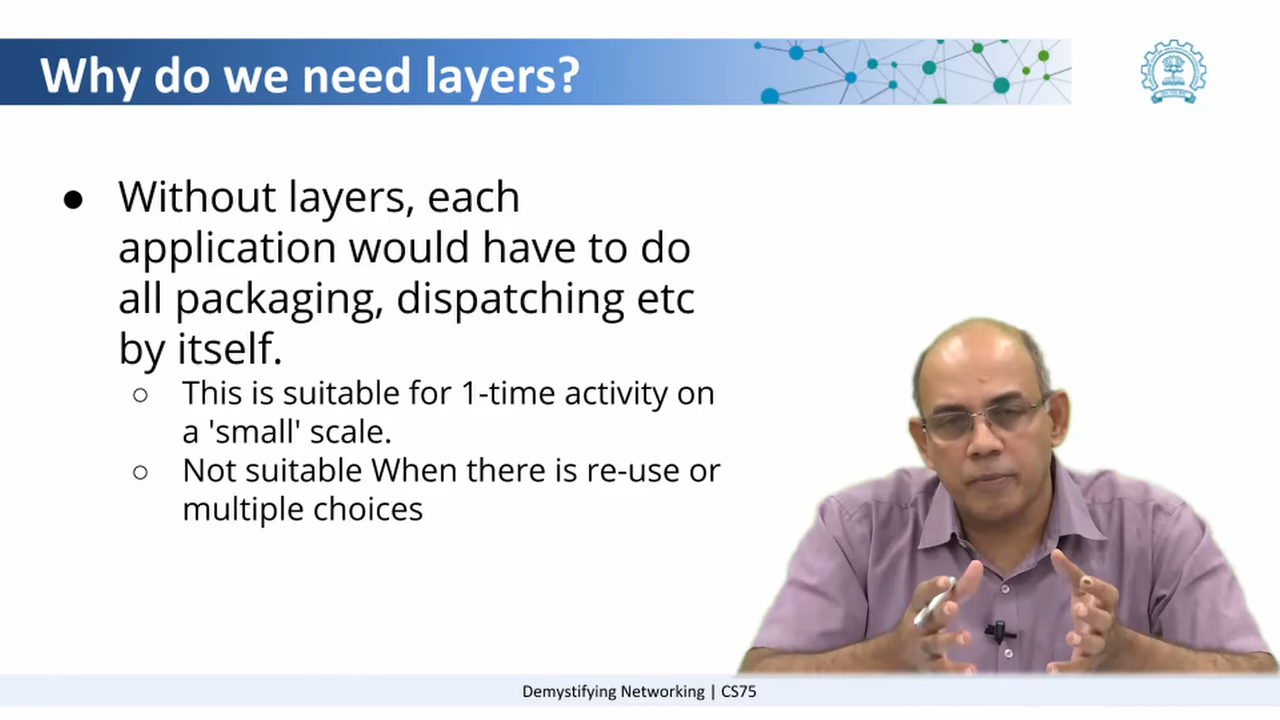 Why do we need layers?
● Without layers, each
application would have to do
all packaging, dispatching etc
by itself.
○ This is suitable for 1-time activity on
a 'small' scale.
○ Not suitable When there is re-use or
multiple choices
Demystifying Networking | CS75